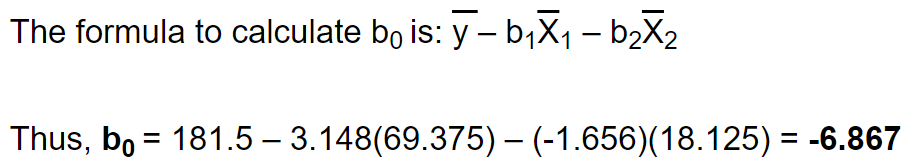 The formula to calculate b₀ is: y̅ – b₁X̅₁ – b₂X̅₂
Thus, b₀ = 181.5 – 3.148(69.375) – (-1.656)(18.125) = -6.867